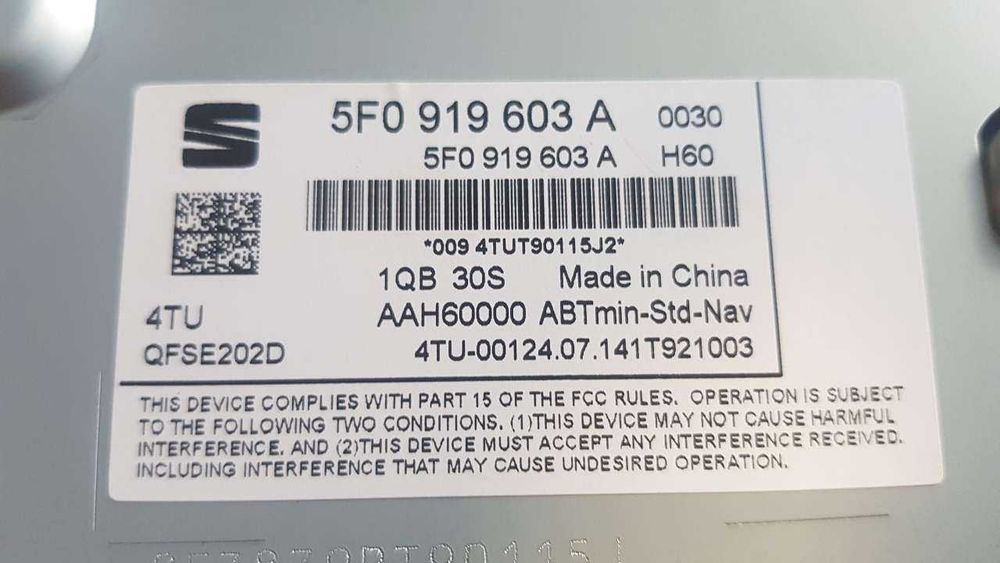 5F0 919 603 A 0030
5F0 919 603 A H60
*009 4TUT90115J2*
1QB 30S Made in China
4TU AAH60000 ABTmin-Std-Nav
QFSE202D 4TU-00124.07.141T921003
THIS DEVICE COMPLIES WITH PART 15 OF THE FCC RULES. OPERATION IS SUBJECT
TO THE FOLLOWING TWO CONDITIONS. (1)THIS DEVICE MAY NOT CAUSE HARMFUL
INTERFERENCE. AND (2)THIS DEVICE MUST ACCEPT ANY INTERFERENCE RECEIVED.
INCLUDING INTERFERENCE THAT MAY CAUSE UNDESIRED OPERATION.